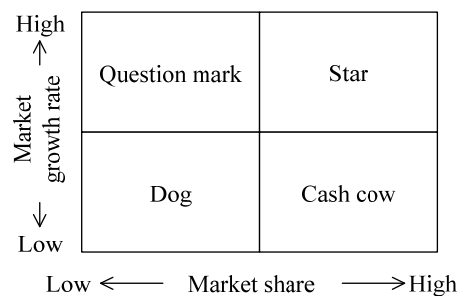 High
Question mark
Star
Market
growth rate
Dog
Cash cow
Low
Low
Market share
High